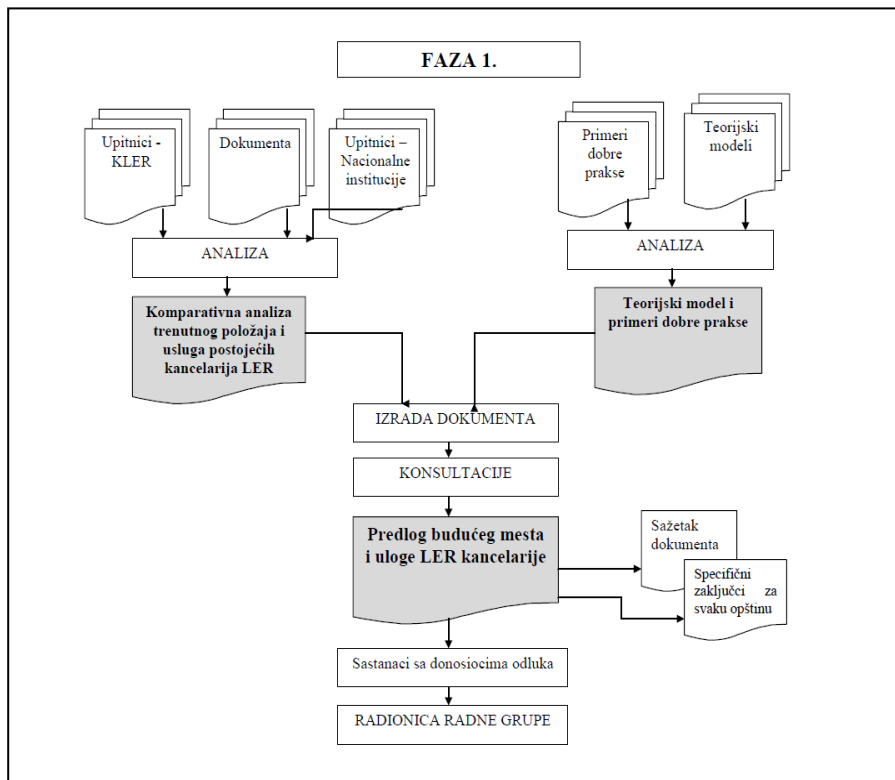 FAZA 1.
Upitnici -
KLER
Dokumenta
Upitnici –
Nacionalne
institucije
Primeri
dobre
prakse
Teorijski
modeli
ANALIZA
ANALIZA
Komparativna analiza
trenutnog položaja i
usluga postojećih
kancelarija LER
Teorijski model i
primeri dobre prakse
IZRADA DOKUMENTA
KONSULTACIJE
Predlog budućeg mesta
i uloge LER kancelarije
Sažetak
dokumenta
Specifični
zaključci za
svaku opštinu
Sastanaci sa donosiocima odluka
RADIONICA RADNE GRUPE